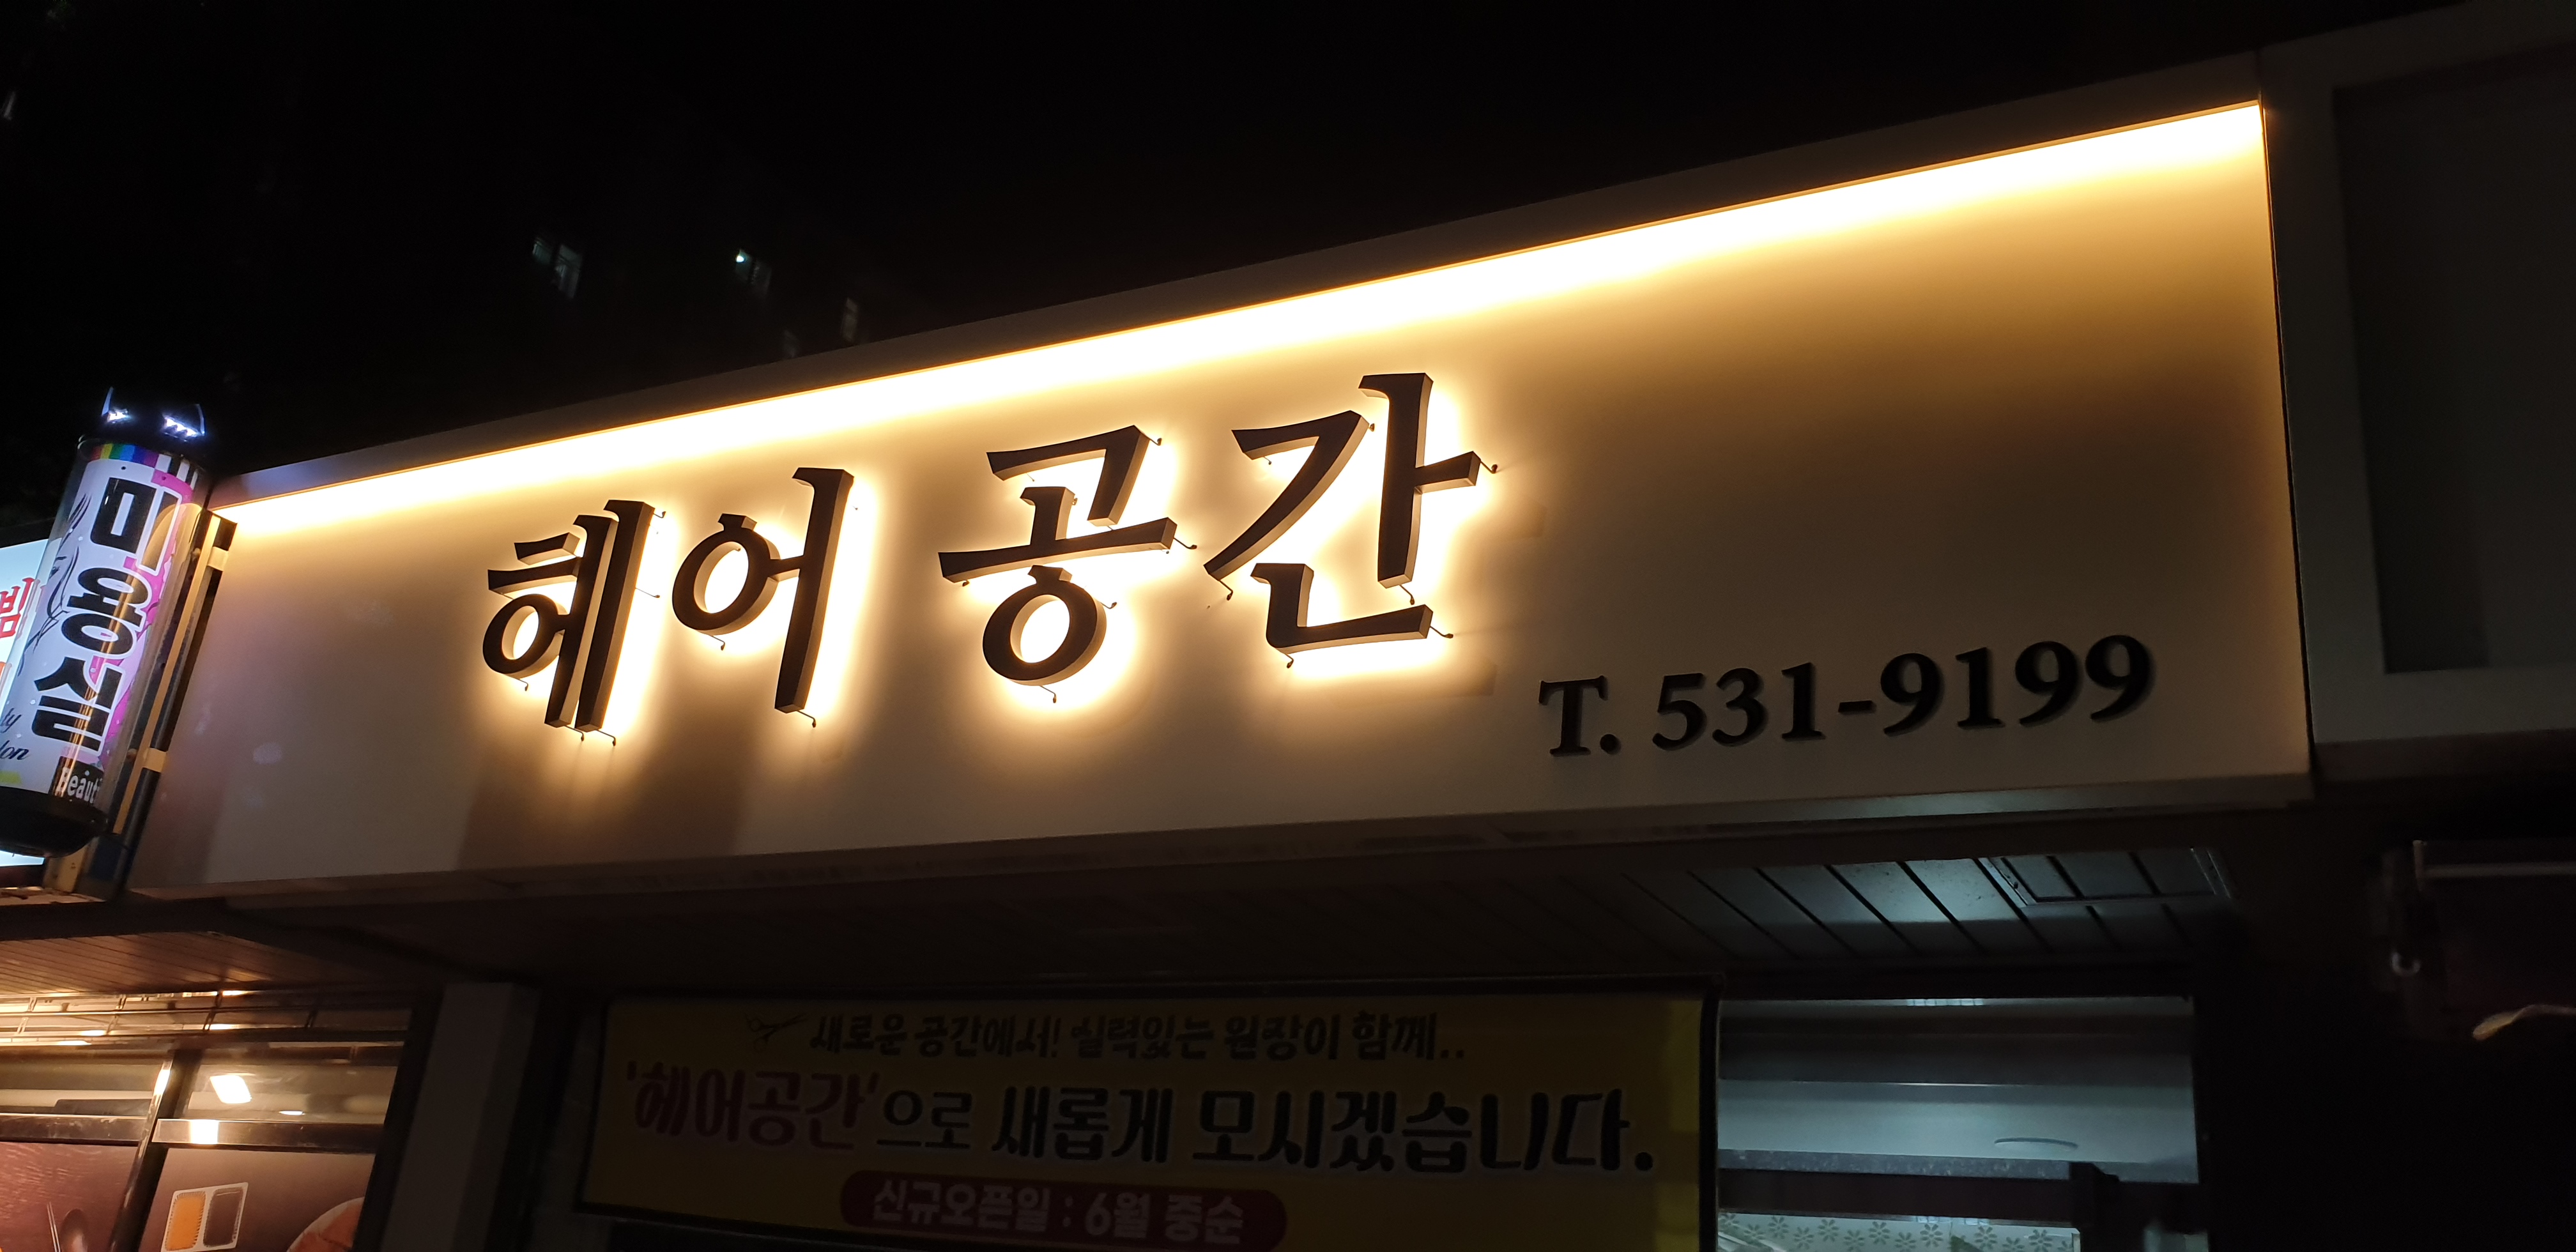 헤어 공간
T. 531-9199
미용실
Beaut
새로운 공간에서! 실력있는 원장이 함께..
'헤어공간'으로 새롭게 모시겠습니다.
신규오픈일 : 6월 중순